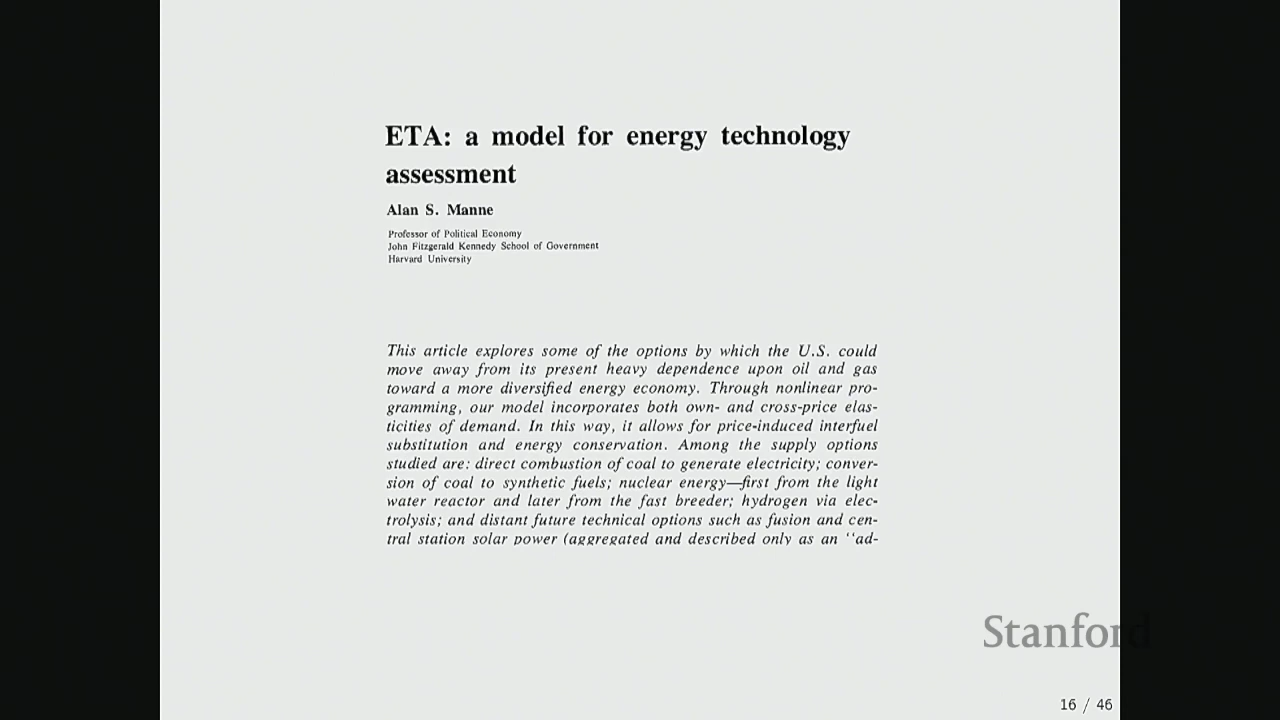 ETA: a model for energy technology
assessment
Alan S. Manne
Professor of Political Economy
John Fitzgerald Kennedy School of Government
Harvard University
This article explores some of the options by which the U.S. could
move away from its present heavy dependence upon oil and gas
toward a more diversified energy economy. Through nonlinear pro-
gramming, our model incorporates both own- and cross-price elas-
ticities of demand. In this way, it allows for price-induced interfuel
substitution and energy conservation. Among the supply options
studied are: direct combustion of coal to generate electricity; conver-
sion of coal to synthetic fuels; nuclear energy—first from the light
water reactor and later from the fast breeder; hydrogen via elec-
trolysis; and distant future technical options such as fusion and cen-
tral station solar power (aggregated and described only as an ‘‘ad-
Stanford
16 / 46